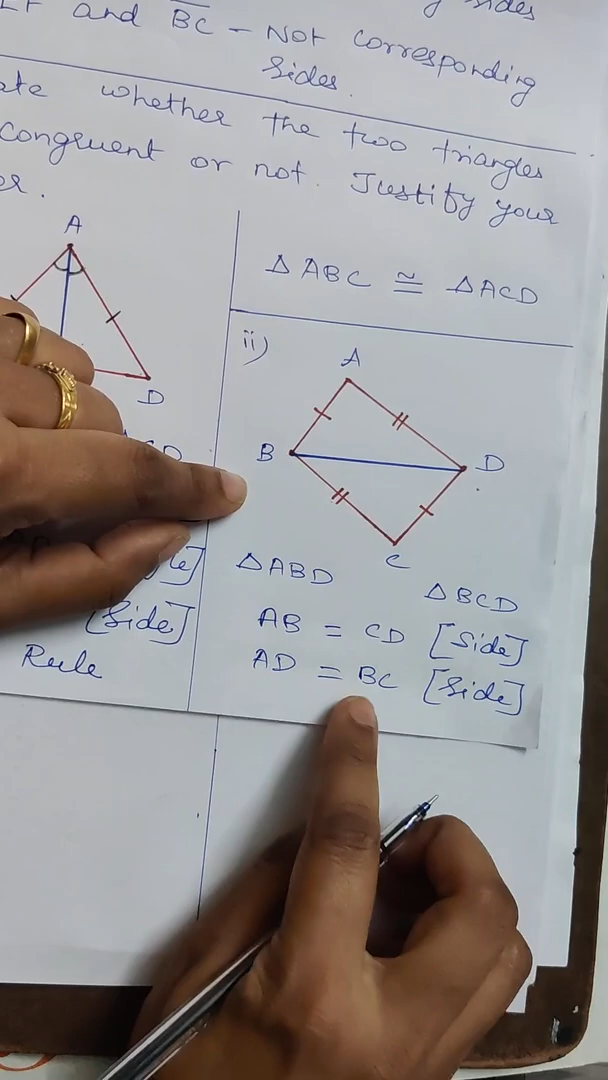 and BC - Not corresponding
sides
Sides.
whether the two triangles
congruent or not. Justify your
A
△ABC ≅ △ACD
ii)
A
D
B
D
C
△ABD
△BCD
AB = CD [Side]
[Side]
AD = BC [Side]
Rule